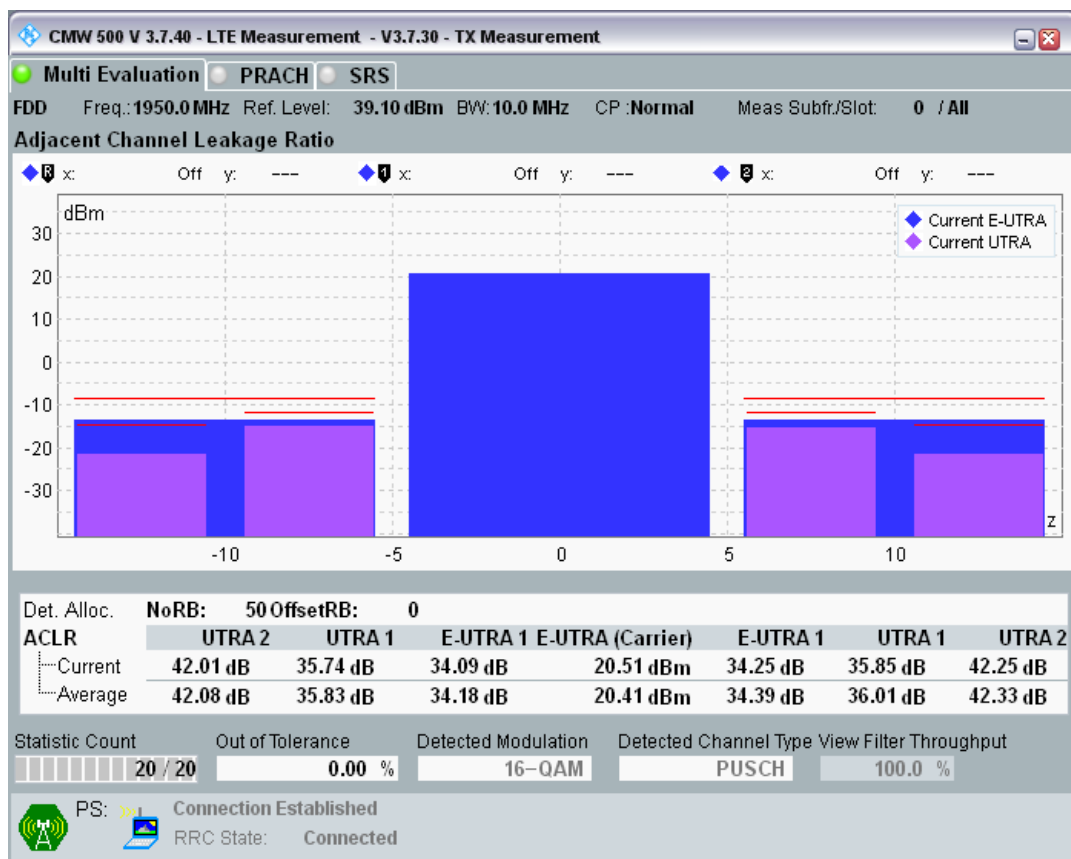 CMW 500 V 3.7.40 - LTE Measurement - V3.7.30 - TX Measurement
Multi Evaluation PRACH SRS
FDD Freq.: 1950.0 MHz Ref. Level: 39.10 dBm BW: 10.0 MHz CP :Normal Meas Subfr./Slot: 0 / All
Adjacent Channel Leakage Ratio
R x: Off y: --- 1 x: Off y: --- 2 x: Off y: ---
dBm
Current E-UTRA
Current UTRA
30
20
10
0
-10
-20
-30
z
-10 -5 0 5 10
Det. Alloc. NoRB: 50 OffsetRB: 0
ACLR UTRA 2 UTRA 1 E-UTRA 1 E-UTRA (Carrier) E-UTRA 1 UTRA 1 UTRA 2
Current 42.01 dB 35.74 dB 34.09 dB 20.51 dBm 34.25 dB 35.85 dB 42.25 dB
Average 42.08 dB 35.83 dB 34.18 dB 20.41 dBm 34.39 dB 36.01 dB 42.33 dB
Statistic Count Out of Tolerance Detected Modulation Detected Channel Type View Filter Throughput
20 / 20 0.00 % 16-QAM PUSCH 100.0 %
PS: Connection Established
RRC State: Connected